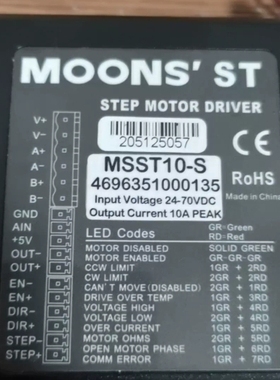 MOONS' ST
STEP MOTOR DRIVER
205125057
MSST10-S
4696351000135
Input Voltage 24-70VDC
Output Current 10A PEAK
CE
RoHS
Made in China
V+
V-
A+
A-
B+
B-
GND
AIN
+5V
OUT-
OUT+
EN-
EN+
DIR-
DIR+
STEP-
STEP+
LED Codes GR=Green
RD=Red
MOTOR DISABLED SOLID GREEN
MOTOR ENABLED GR-GR-GR
CCW LIMIT 1GR + 2RD
CW LIMIT 2GR + 2RD
CAN'T MOVE(DISABLED) 2GR + 1RD
DRIVE OVER TEMP 1GR + 3RD
VOLTAGE HIGH 1GR + 4RD
VOLTAGE LOW 2GR + 4RD
OVER CURRENT 1GR + 5RD
MOTOR OHMS 2GR + 5RD
OPEN MOTOR PHASE 1GR + 6RD
COMM ERROR 1GR + 7RD